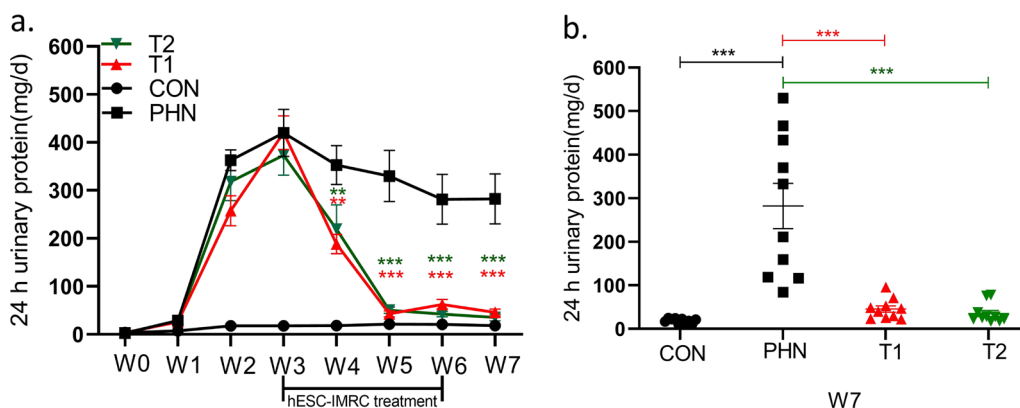 a.
24 h urinary protein(mg/d)
600
500
400
300
200
100
0
T2
T1
CON
PHN
**
**
*** *** ***
*** *** ***
W0 W1 W2 W3 W4 W5 W6 W7
hESC-IMRC treatment
b.
24 h urinary protein(mg/d)
600
500
400
300
200
100
0
***
***
***
CON PHN T1 T2
W7